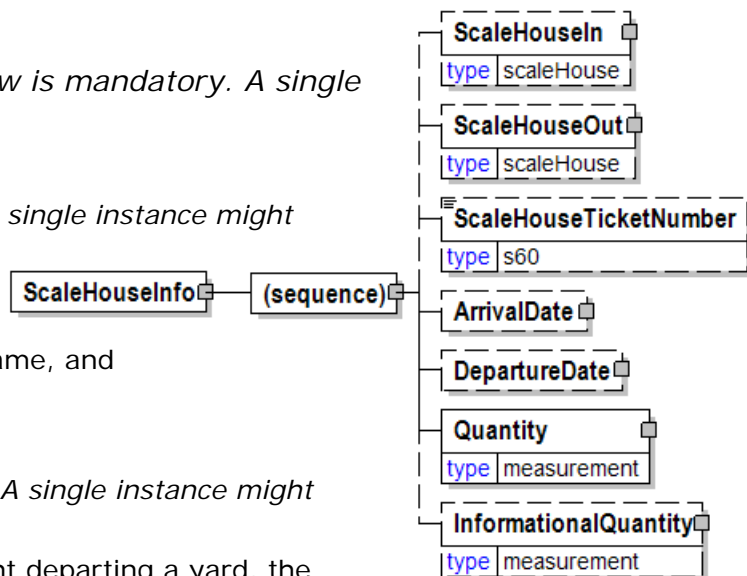 w is mandatory. A single
single instance might
ame, and
A single instance might
nt departing a yard, the
ScaleHouseInfo
(sequence)
ScaleHouseIn
type scaleHouse
ScaleHouseOut
type scaleHouse
ScaleHouseTicketNumber
type s60
ArrivalDate
DepartureDate
Quantity
type measurement
InformationalQuantity
type measurement